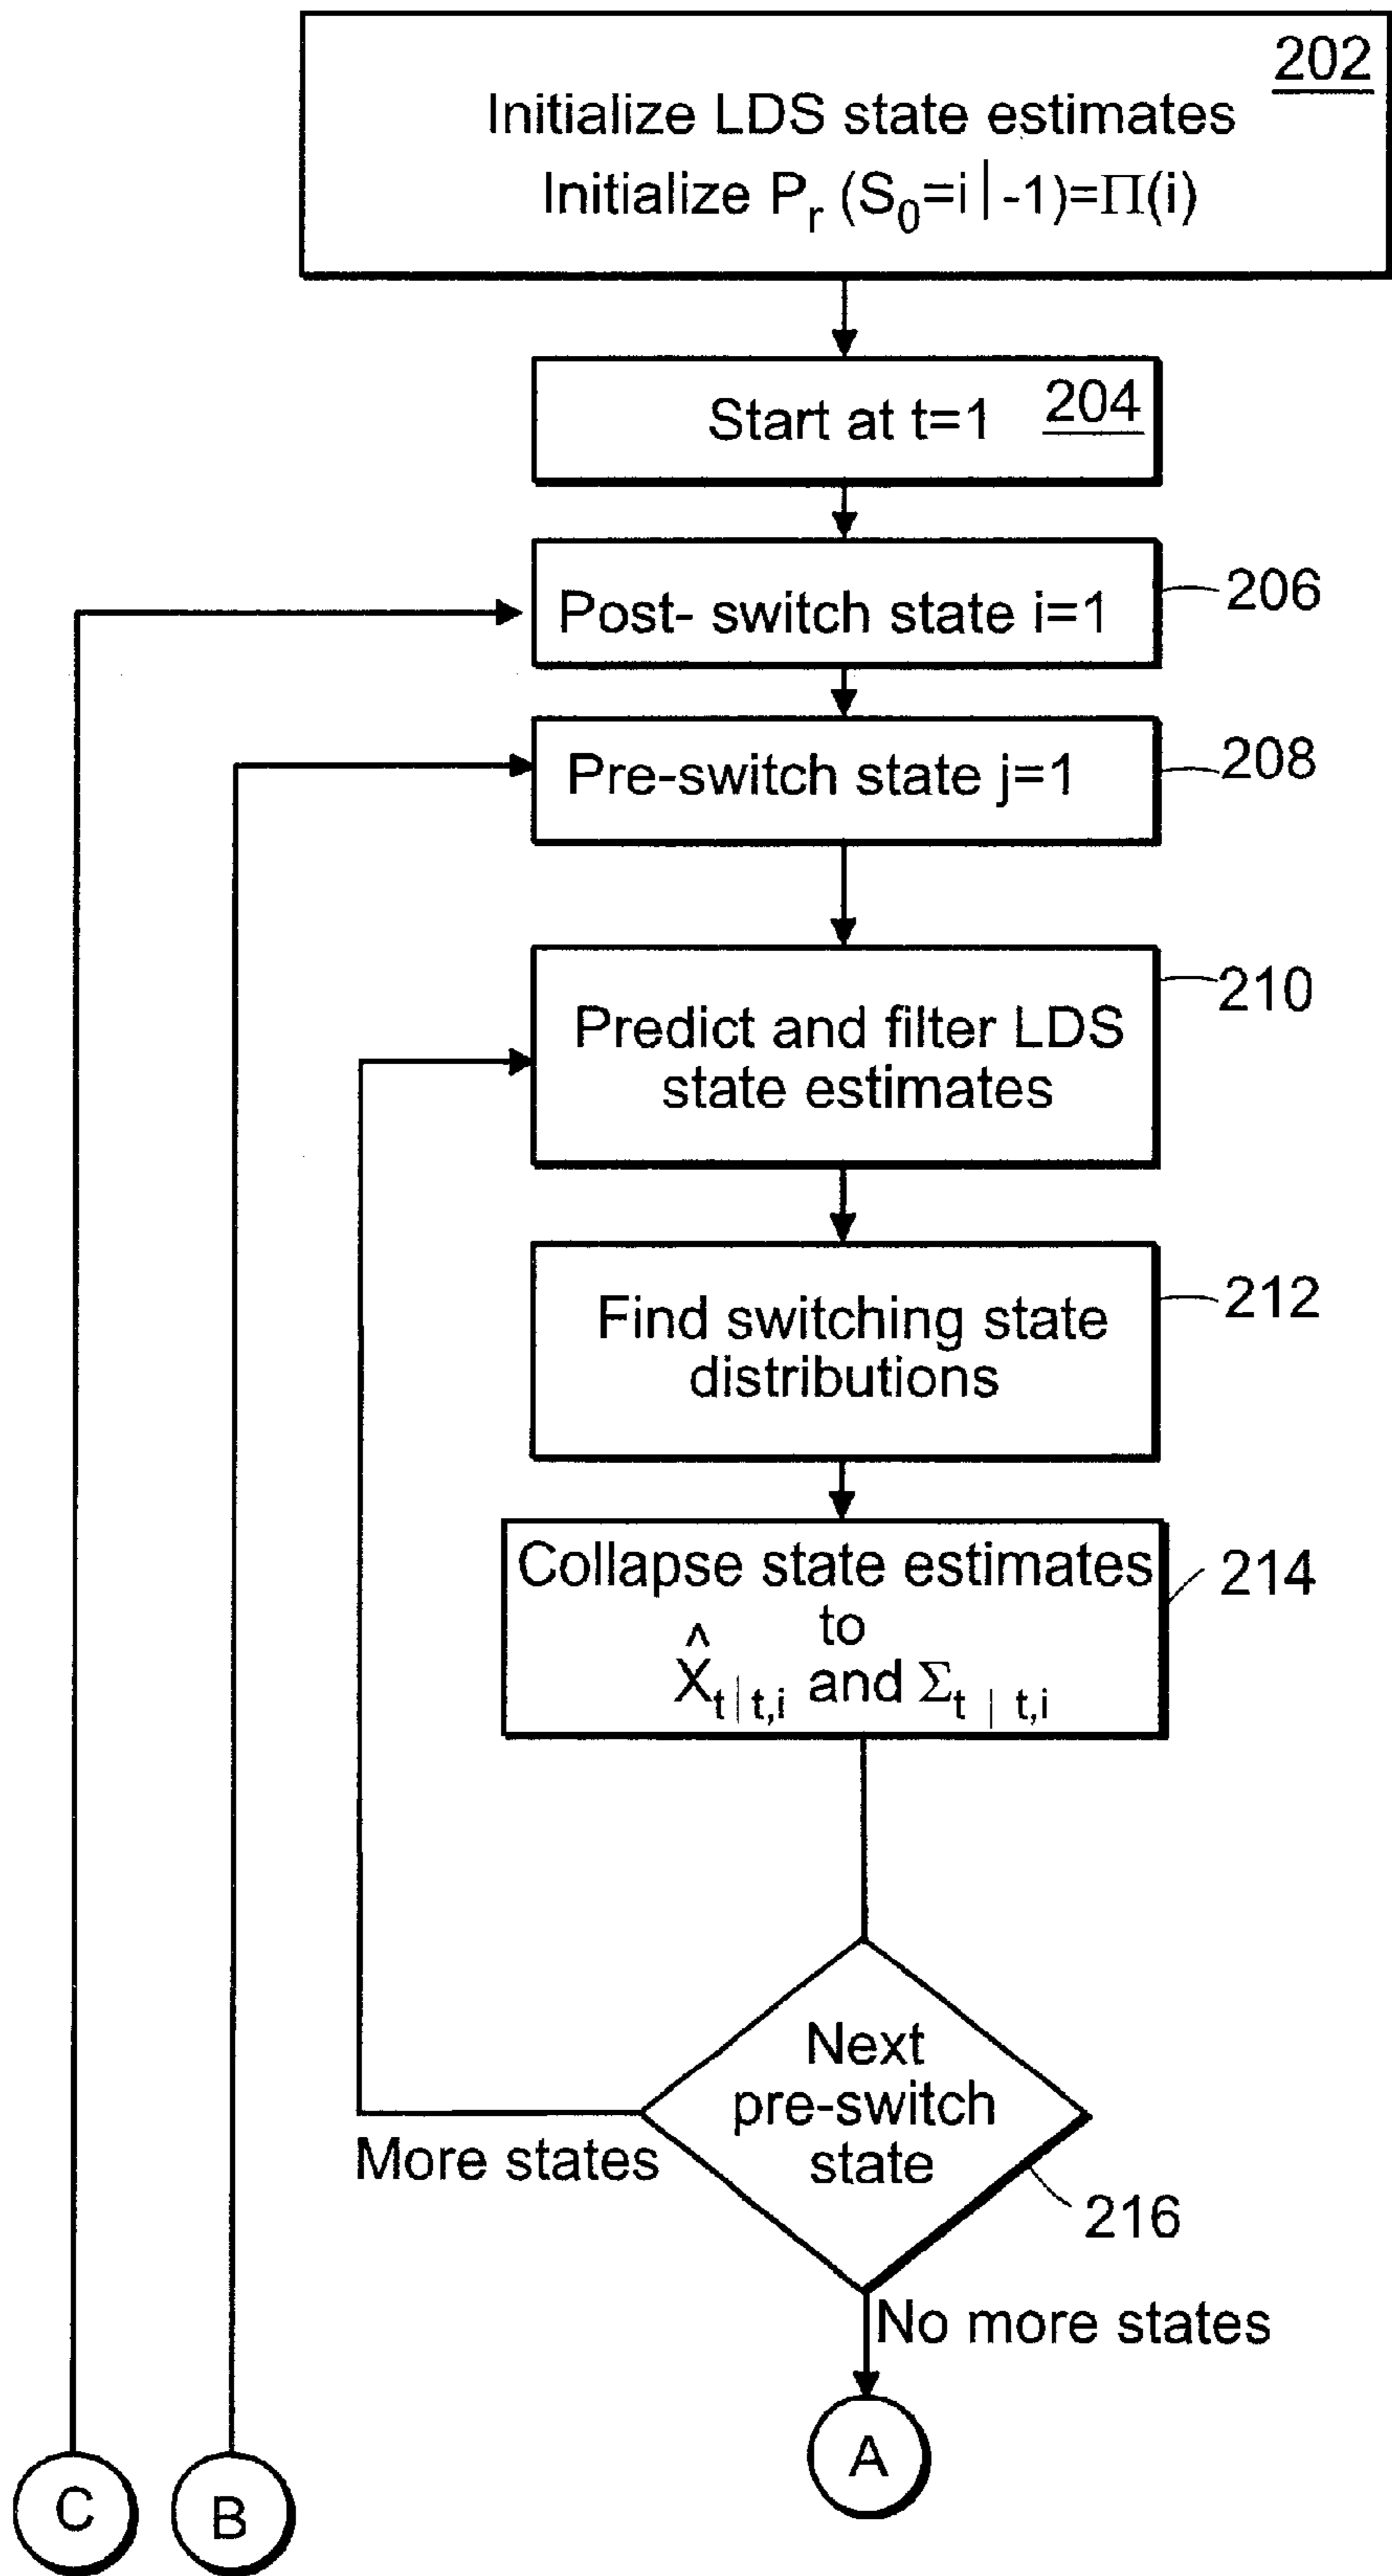 202
Initialize LDS state estimates
Initialize P_r (S_0=i | -1)=Π(i)
Start at t=1 204
Post- switch state i=1
206
Pre-switch state j=1
208
Predict and filter LDS
state estimates
210
Find switching state
distributions
212
Collapse state estimates
to
X̂_t|t,i and Σ_t | t,i
214
Next
pre-switch
state
More states
216
No more states
A
C
B